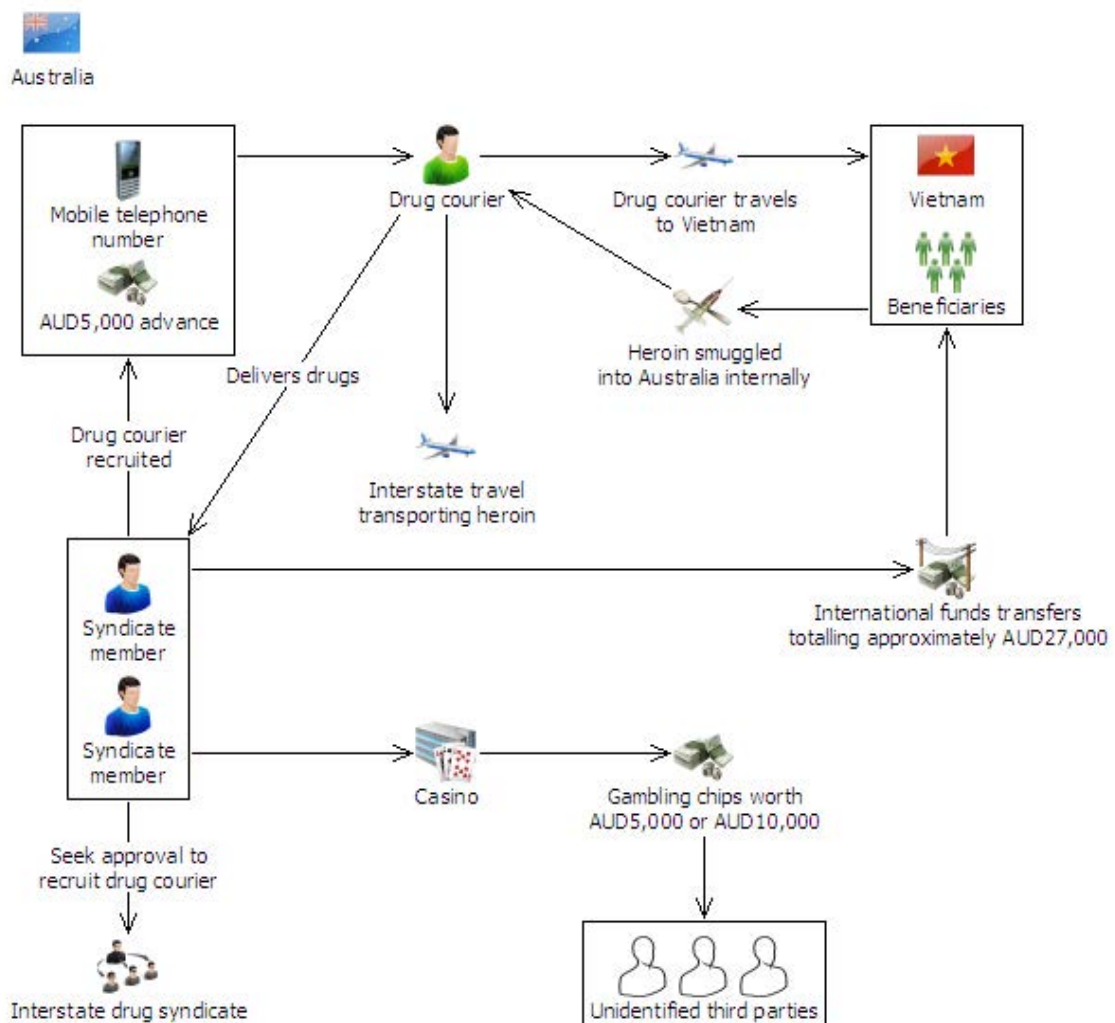 Australia
Mobile telephone
number
AUD5,000 advance
Drug courier
Drug courier travels
to Vietnam
Vietnam
Beneficiaries
Heroin smuggled
into Australia internally
Delivers drugs
Drug courier
recruited
Interstate travel
transporting heroin
Syndicate
member
International funds transfers
totalling approximately AUD27,000
Syndicate
member
Casino
Gambling chips worth
AUD5,000 or AUD10,000
Seek approval to
recruit drug courier
Interstate drug syndicate
Unidentified third parties